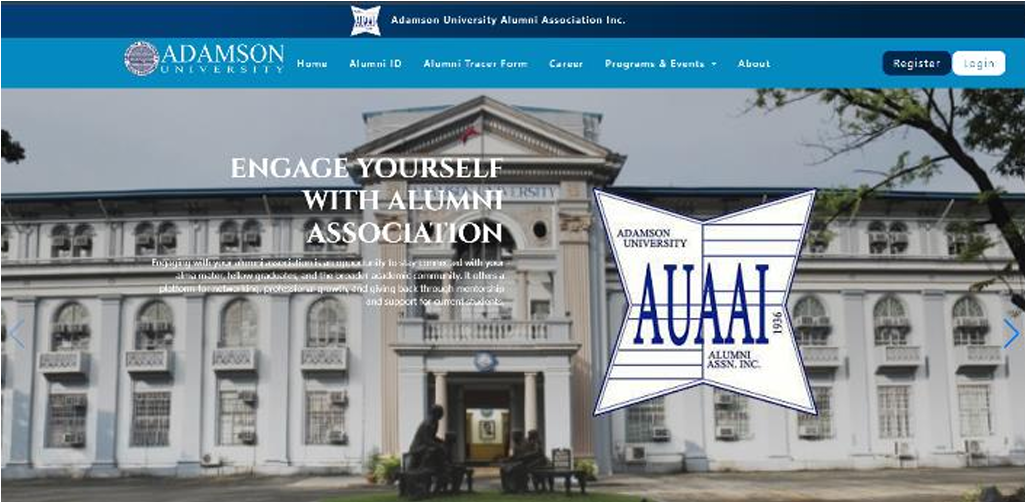 AUAAI
Adamson University Alumni Association Inc.
ADAMSON
UNIVERSITY
Home Alumni ID Alumni Tracer Form Career Programs & Events About
Register Login
ENGAGE YOURSELF
WITH ALUMNI
ASSOCIATION
Engaging with your alumni association is an opportunity to stay connected with your
alma mater, fellow graduates, and the broader academic community. It offers a
platform for networking, professional growth, and giving back through mentorship
and support for current students.
UNIVERSITY
ADAMSON
UNIVERSITY
AUAAI
1936
ALUMNI
ASSN. INC.